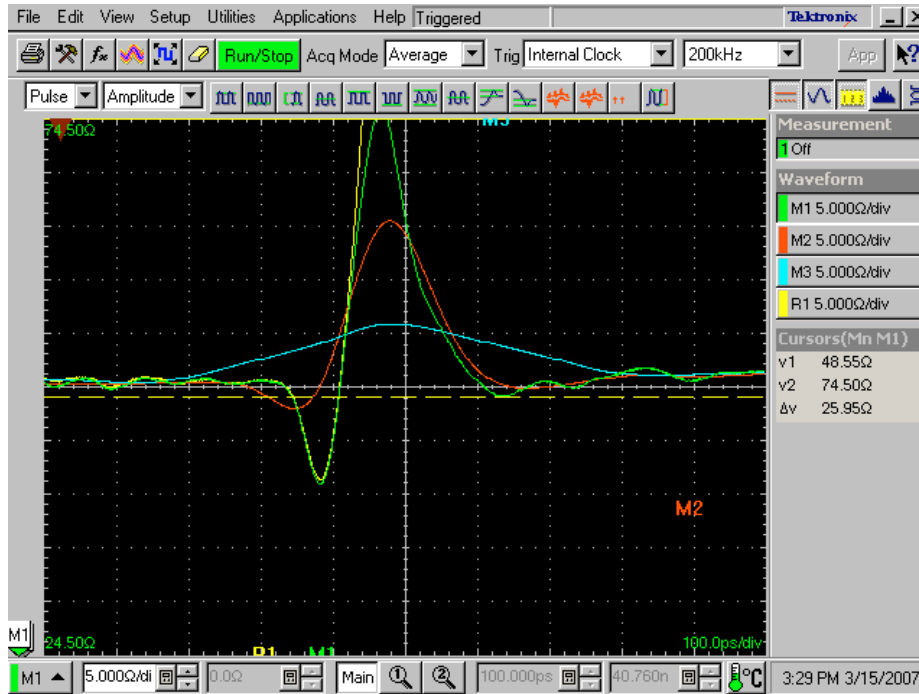 File Edit View Setup Utilities Applications Help Triggered Tektronix
Run/Stop Acq Mode Average Trig Internal Clock 200kHz App
Pulse Amplitude
74.50Ω
M3
Measurement
1 Off
Waveform
M1 5.000Ω/div
M2 5.000Ω/div
M3 5.000Ω/div
R1 5.000Ω/div
Cursors(Mn M1)
v1 48.55Ω
v2 74.50Ω
Δv 25.95Ω
M2
M1
24.50Ω
R1
M1
100.0ps/div
M1 5.000Ω/di 0.0Ω Main 1 2 100.000ps 40.760n °C 3:29 PM 3/15/2007